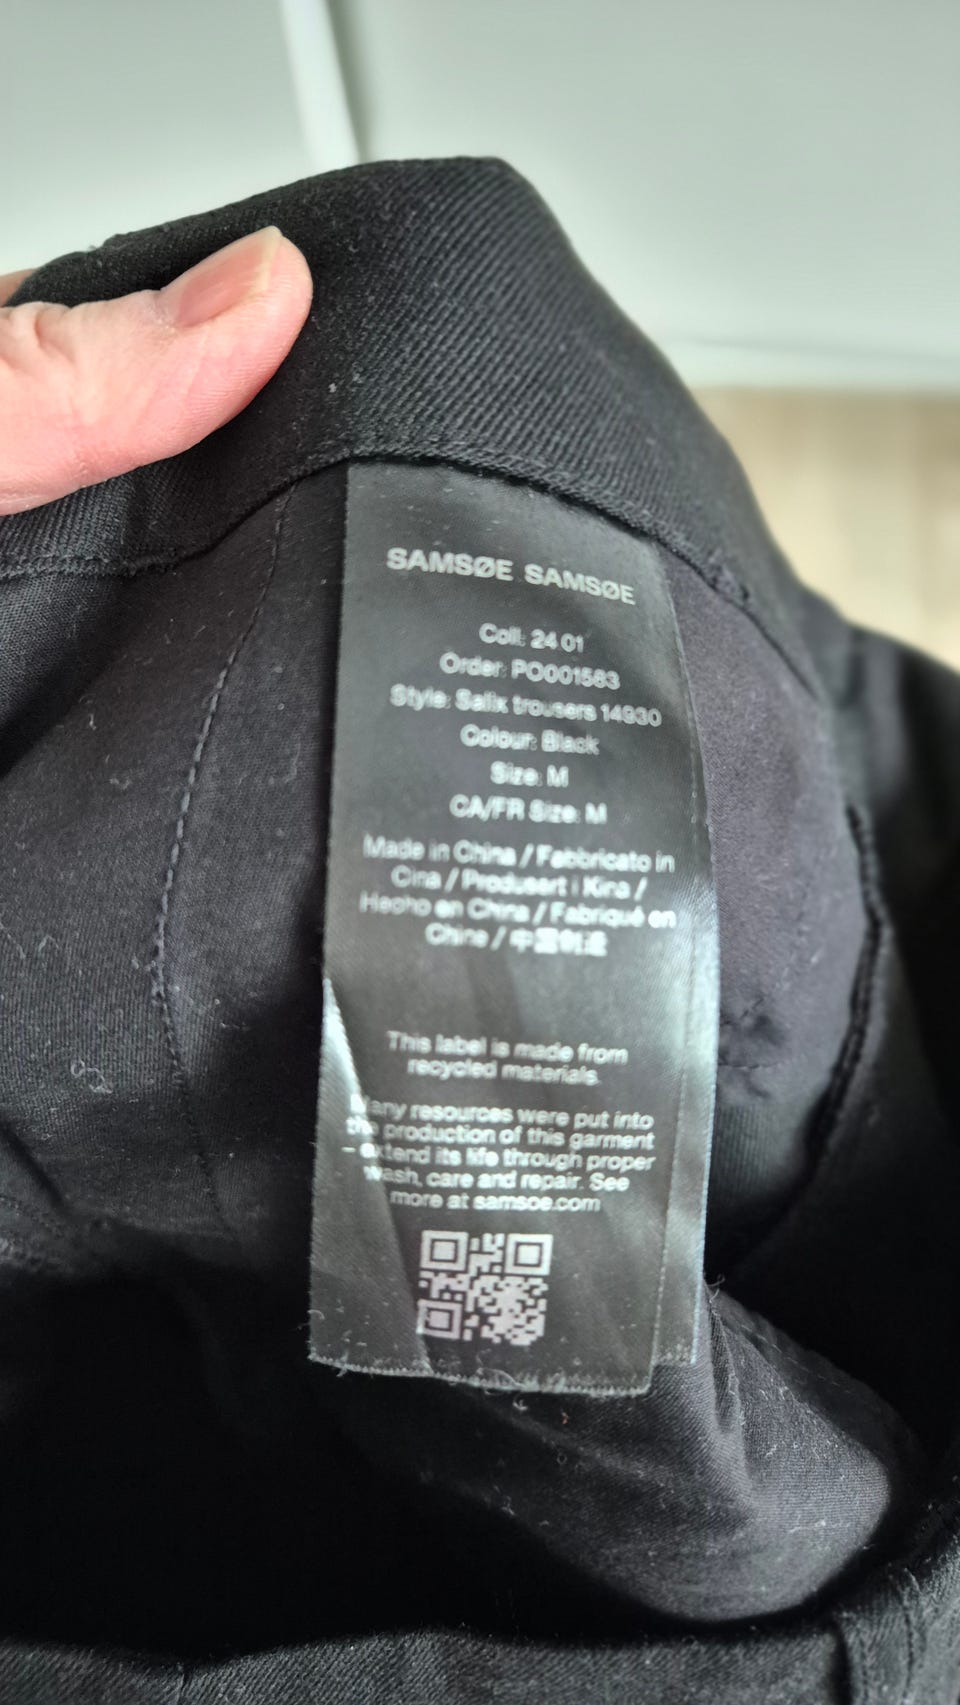 SAMSØE SAMSØE
Coll: 24.01
Order: PO001583
Style: Salix trousers 14930
Colour: Black
Size: M
CA/FR Size: M
Made in China / Fabbricato in
Cina / Produsert i Kina /
Hecho en China / Fabriqué en
Chine / 中国制造
This label is made from
recycled materials.
Many resources were put into
the production of this garment
– extend its life through proper
wash, care and repair. See
more at samsoe.com